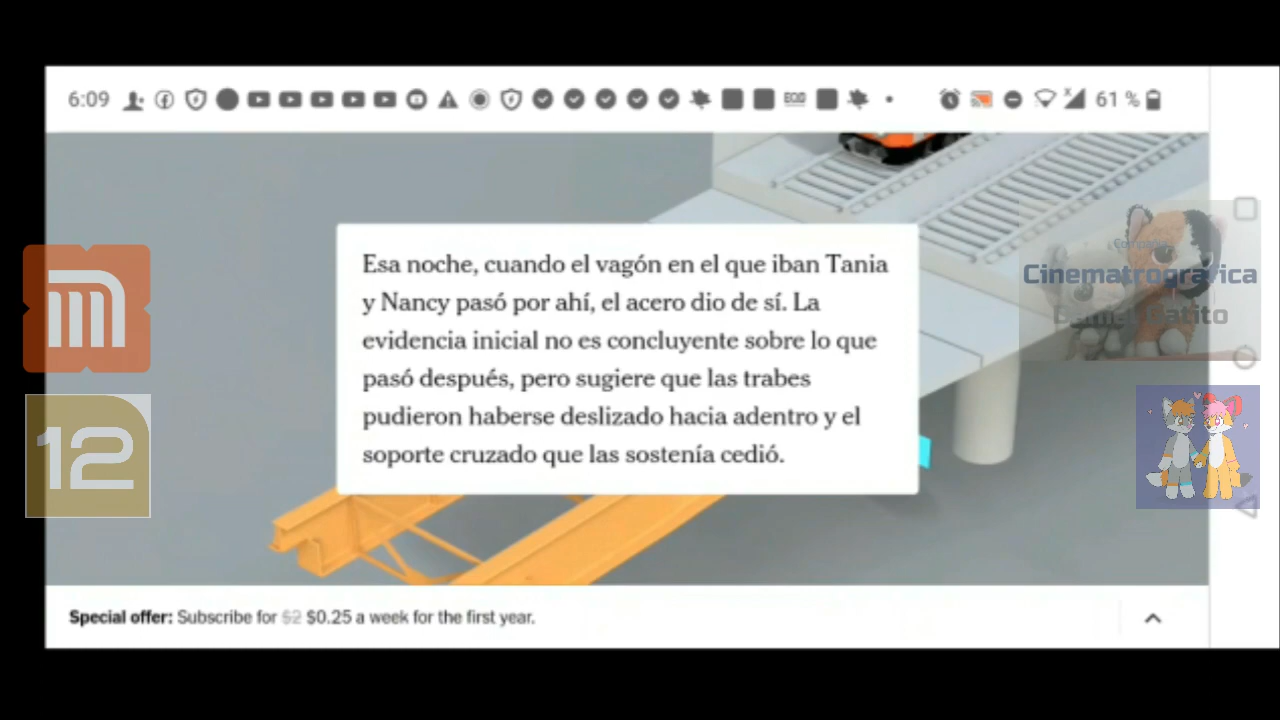 6:09
61 %
Esa noche, cuando el vagón en el que iban Tania
y Nancy pasó por ahí, el acero dio de sí. La
evidencia inicial no es concluyente sobre lo que
pasó después, pero sugiere que las trabes
pudieron haberse deslizado hacia adentro y el
soporte cruzado que las sostenía cedió.
Compañia
Cinematrografica
Daniel Gatito
12
Special offer: Subscribe for $2 $0.25 a week for the first year.